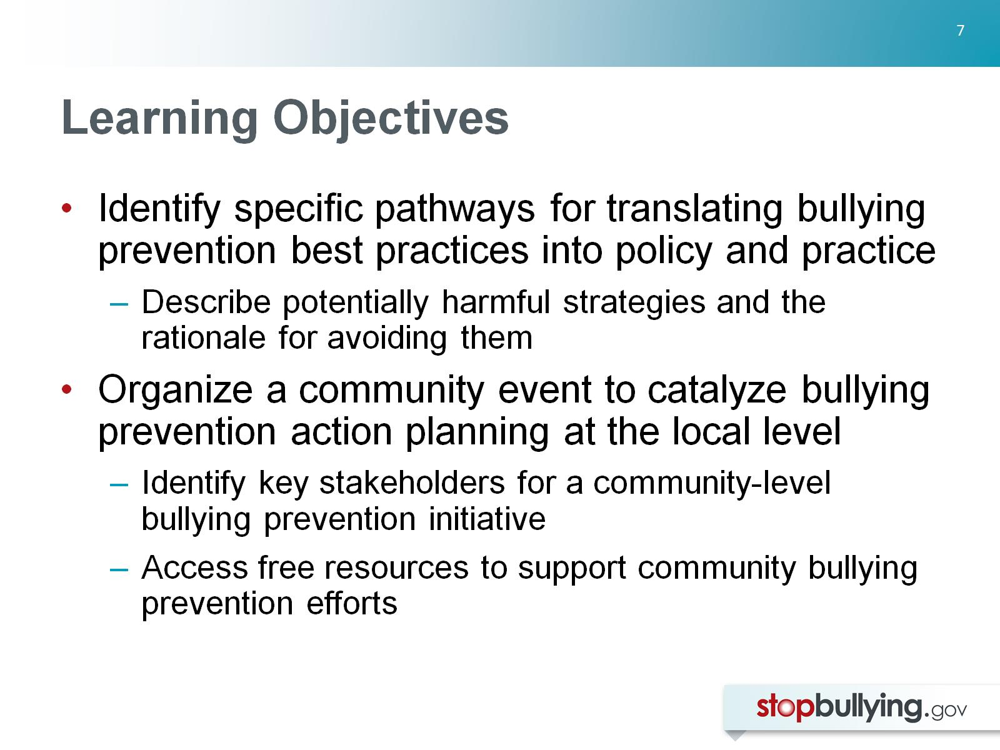 7
Learning Objectives
• Identify specific pathways for translating bullying
prevention best practices into policy and practice
– Describe potentially harmful strategies and the
rationale for avoiding them
• Organize a community event to catalyze bullying
prevention action planning at the local level
– Identify key stakeholders for a community-level
bullying prevention initiative
– Access free resources to support community bullying
prevention efforts
stopbullying.gov